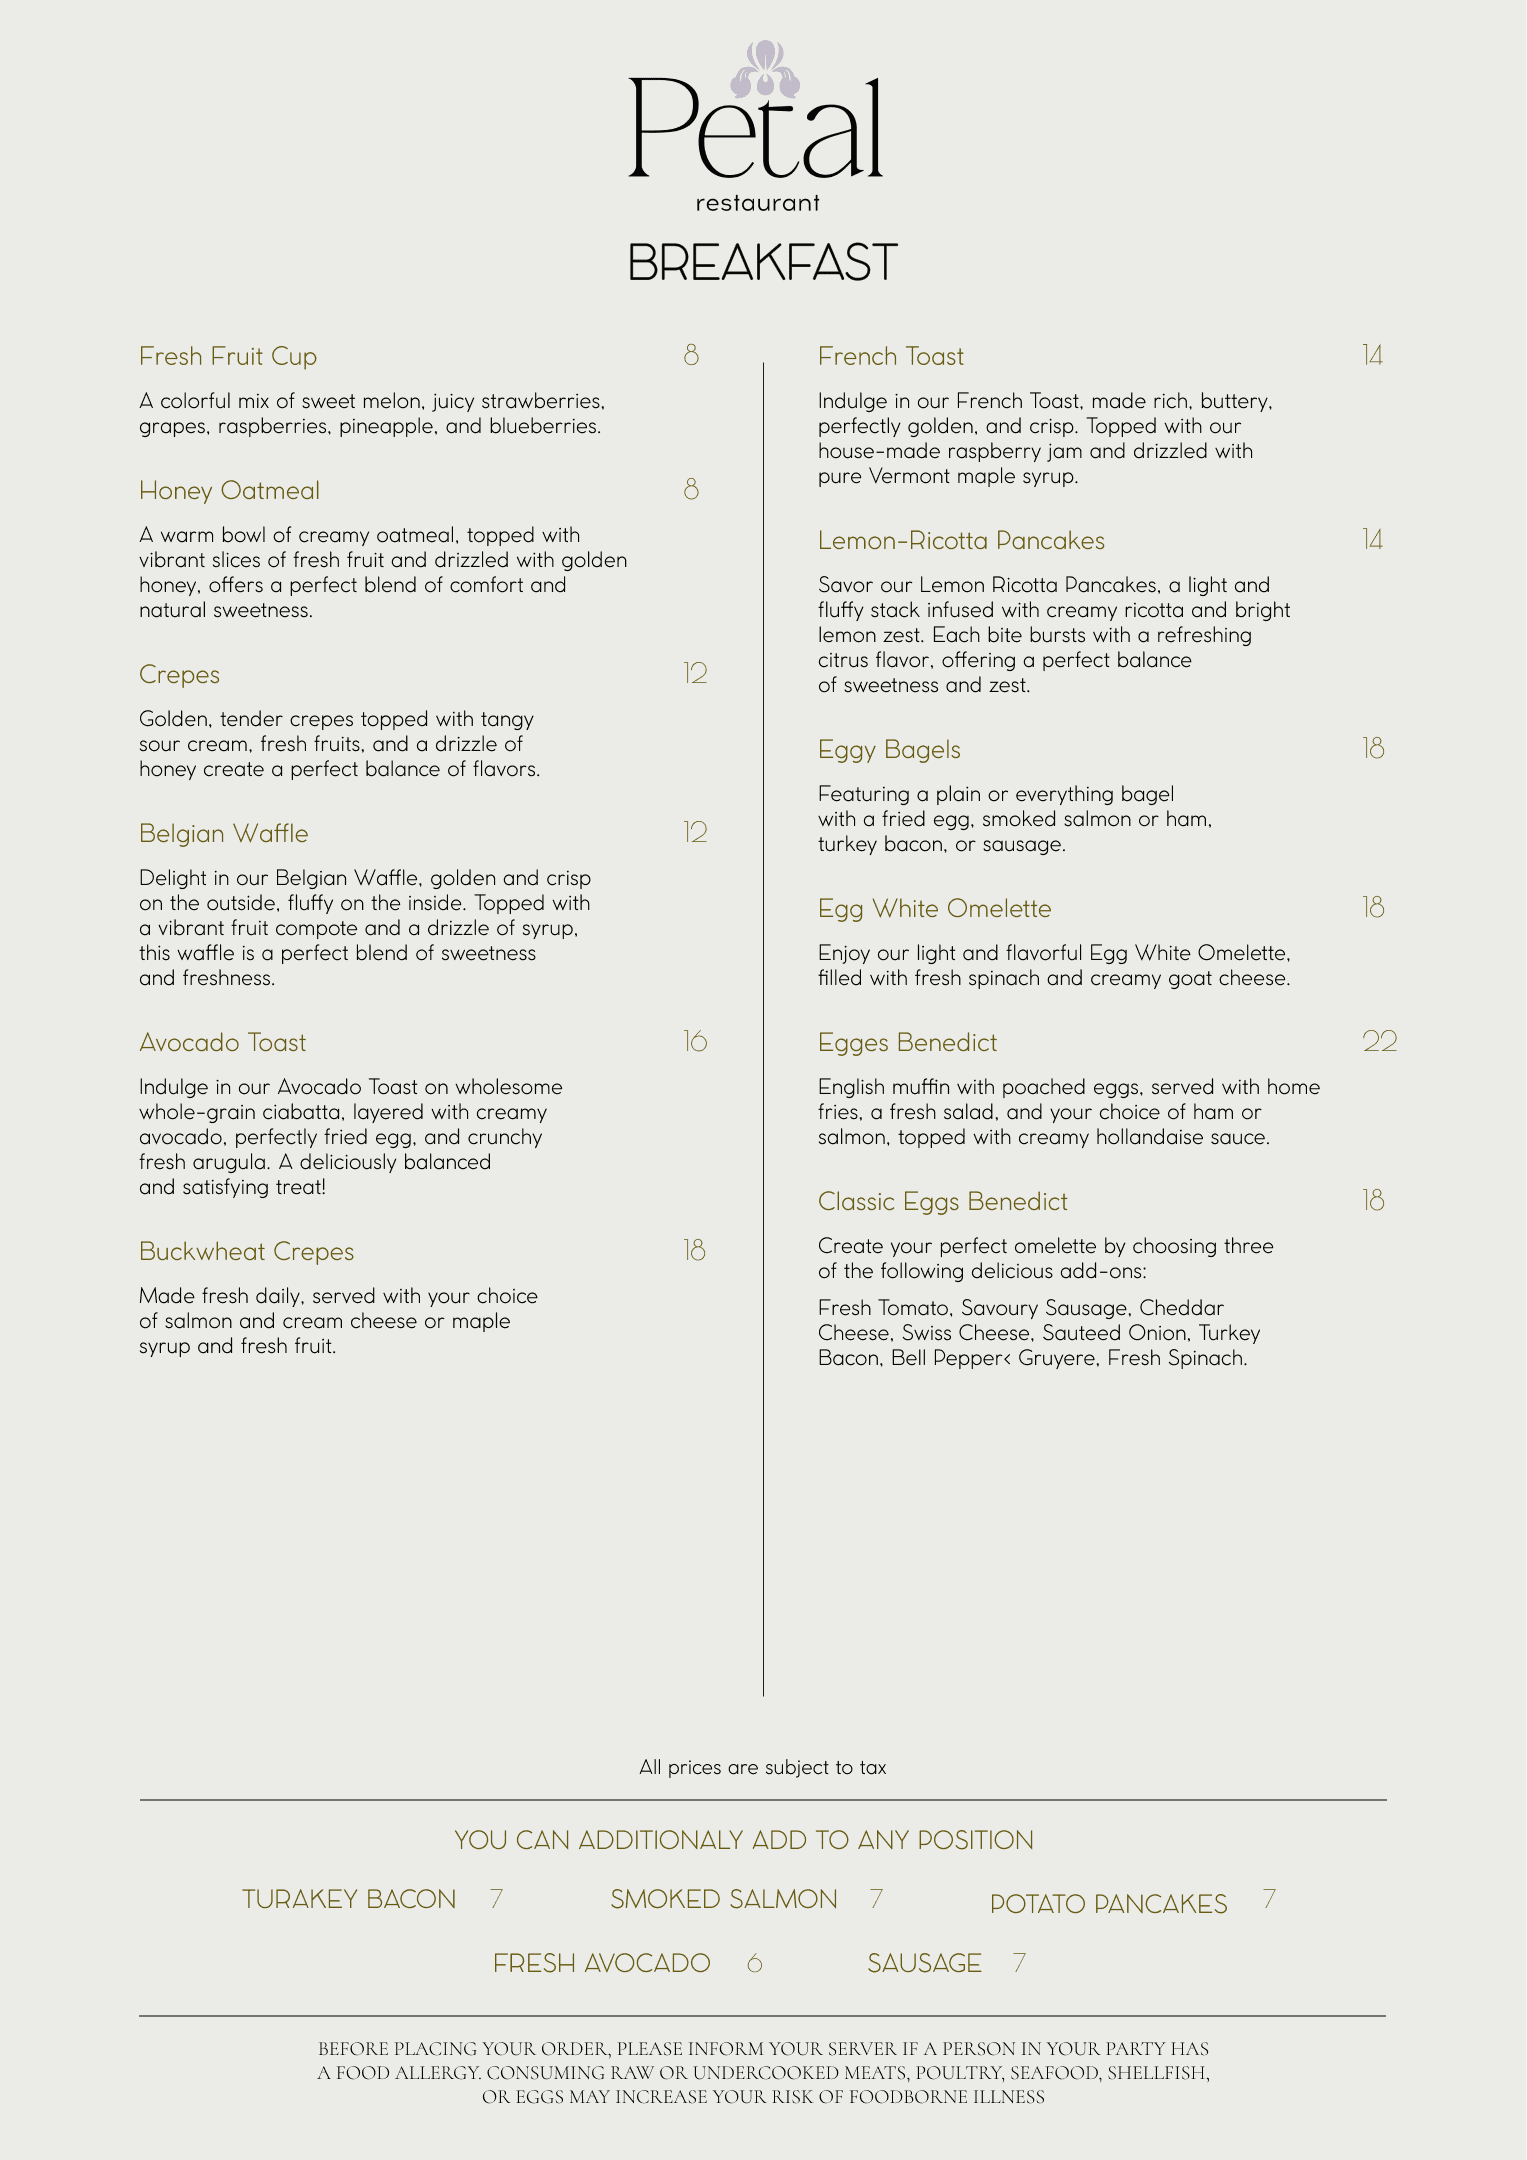 Petal
restaurant
BREAKFAST
Fresh Fruit Cup 8
A colorful mix of sweet melon, juicy strawberries,
grapes, raspberries, pineapple, and blueberries.
Honey Oatmeal 8
A warm bowl of creamy oatmeal, topped with
vibrant slices of fresh fruit and drizzled with golden
honey, offers a perfect blend of comfort and
natural sweetness.
Crepes 12
Golden, tender crepes topped with tangy
sour cream, fresh fruits, and a drizzle of
honey create a perfect balance of flavors.
Belgian Waffle 12
Delight in our Belgian Waffle, golden and crisp
on the outside, fluffy on the inside. Topped with
a vibrant fruit compote and a drizzle of syrup,
this waffle is a perfect blend of sweetness
and freshness.
Avocado Toast 16
Indulge in our Avocado Toast on wholesome
whole-grain ciabatta, layered with creamy
avocado, perfectly fried egg, and crunchy
fresh arugula. A deliciously balanced
and satisfying treat!
Buckwheat Crepes 18
Made fresh daily, served with your choice
of salmon and cream cheese or maple
syrup and fresh fruit.
French Toast 14
Indulge in our French Toast, made rich, buttery,
perfectly golden, and crisp. Topped with our
house-made raspberry jam and drizzled with
pure Vermont maple syrup.
Lemon-Ricotta Pancakes 14
Savor our Lemon Ricotta Pancakes, a light and
fluffy stack infused with creamy ricotta and bright
lemon zest. Each bite bursts with a refreshing
citrus flavor, offering a perfect balance
of sweetness and zest.
Eggy Bagels 18
Featuring a plain or everything bagel
with a fried egg, smoked salmon or ham,
turkey bacon, or sausage.
Egg White Omelette 18
Enjoy our light and flavorful Egg White Omelette,
filled with fresh spinach and creamy goat cheese.
Egges Benedict 22
English muffin with poached eggs, served with home
fries, a fresh salad, and your choice of ham or
salmon, topped with creamy hollandaise sauce.
Classic Eggs Benedict 18
Create your perfect omelette by choosing three
of the following delicious add-ons:
Fresh Tomato, Savoury Sausage, Cheddar
Cheese, Swiss Cheese, Sauteed Onion, Turkey
Bacon, Bell Pepper< Gruyere, Fresh Spinach.
All prices are subject to tax
YOU CAN ADDITIONALY ADD TO ANY POSITION
TURAKEY BACON 7 SMOKED SALMON 7 POTATO PANCAKES 7
FRESH AVOCADO 6 SAUSAGE 7
BEFORE PLACING YOUR ORDER, PLEASE INFORM YOUR SERVER IF A PERSON IN YOUR PARTY HAS
A FOOD ALLERGY. CONSUMING RAW OR UNDERCOOKED MEATS, POULTRY, SEAFOOD, SHELLFISH,
OR EGGS MAY INCREASE YOUR RISK OF FOODBORNE ILLNESS